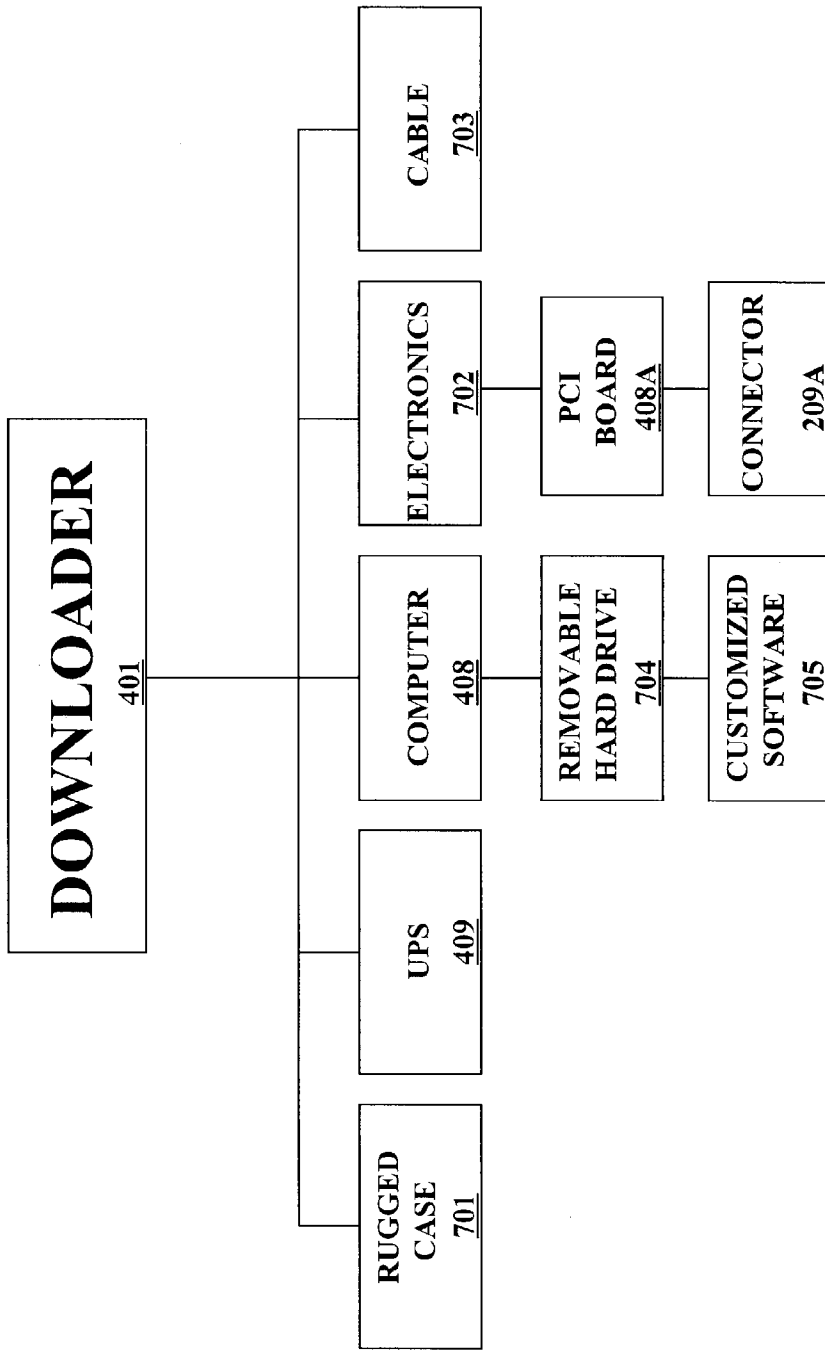 DOWNLOADER
401
RUGGED
CASE
701
UPS
409
COMPUTER
408
ELECTRONICS
702
CABLE
703
REMOVABLE
HARD DRIVE
704
PCI
BOARD
408A
CUSTOMIZED
SOFTWARE
705
CONNECTOR
209A